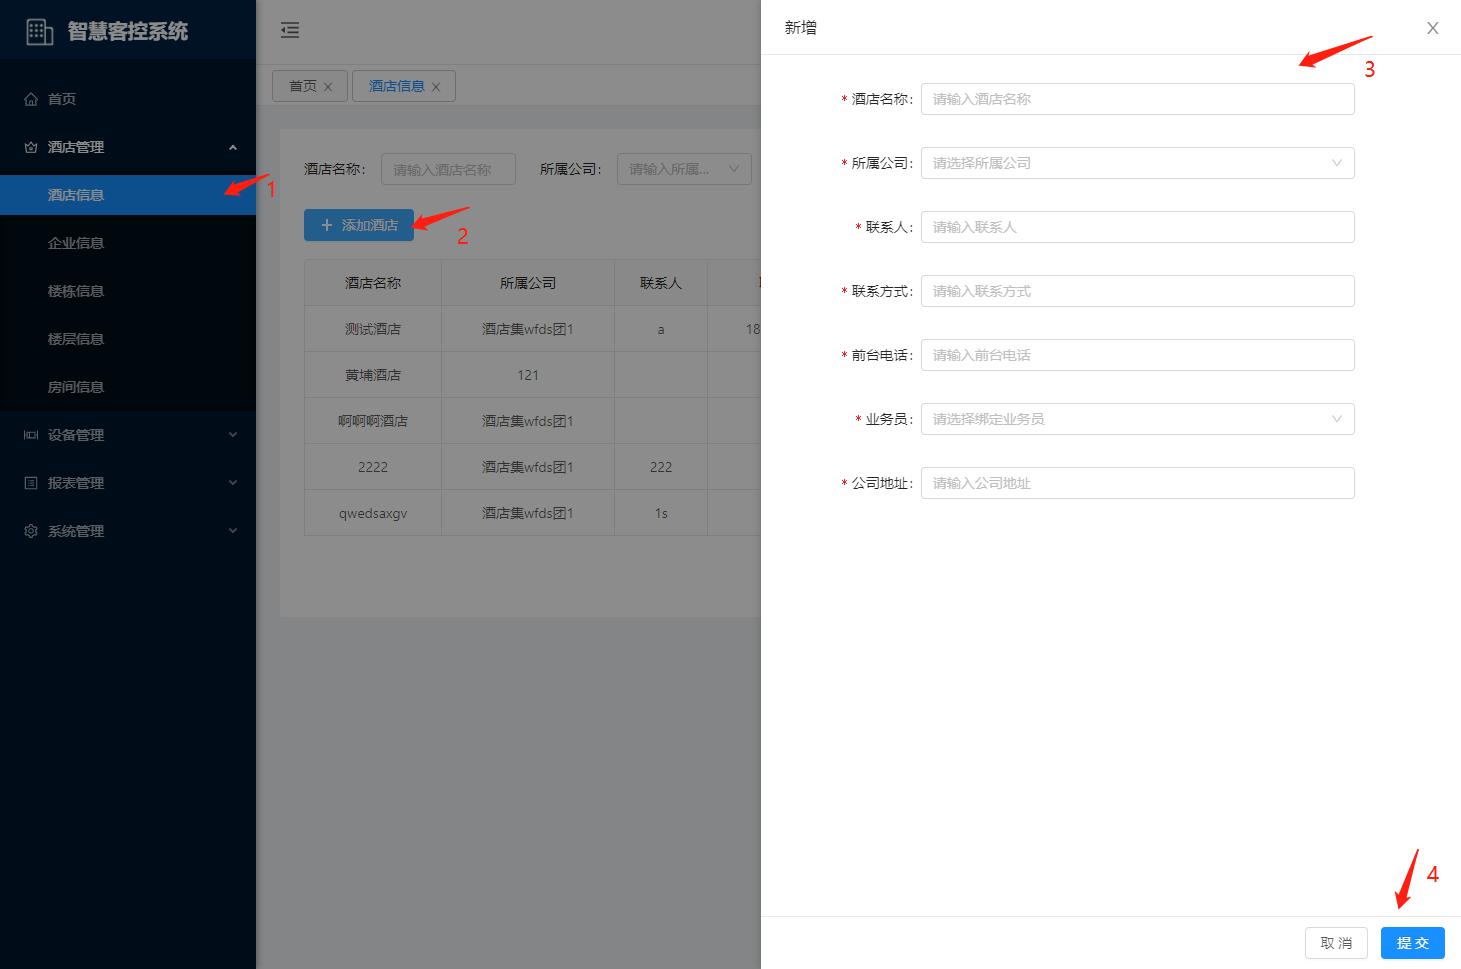 智慧客控系统
首页
酒店管理
酒店信息
1
企业信息
楼栋信息
楼层信息
房间信息
设备管理
报表管理
系统管理
首页
酒店信息
酒店名称: 请输入酒店名称 所属公司: 请输入所属...
+ 添加酒店
2
酒店名称 所属公司 联系人
测试酒店 酒店集wfds团1 a 18
黄埔酒店 121
啊啊啊酒店 酒店集wfds团1
2222 酒店集wfds团1 222
qwedsaxgv 酒店集wfds团1 1s
新增
3
* 酒店名称: 请输入酒店名称
* 所属公司: 请选择所属公司
* 联系人: 请输入联系人
* 联系方式: 请输入联系方式
* 前台电话: 请输入前台电话
* 业务员: 请选择绑定业务员
* 公司地址: 请输入公司地址
4
取 消 提 交